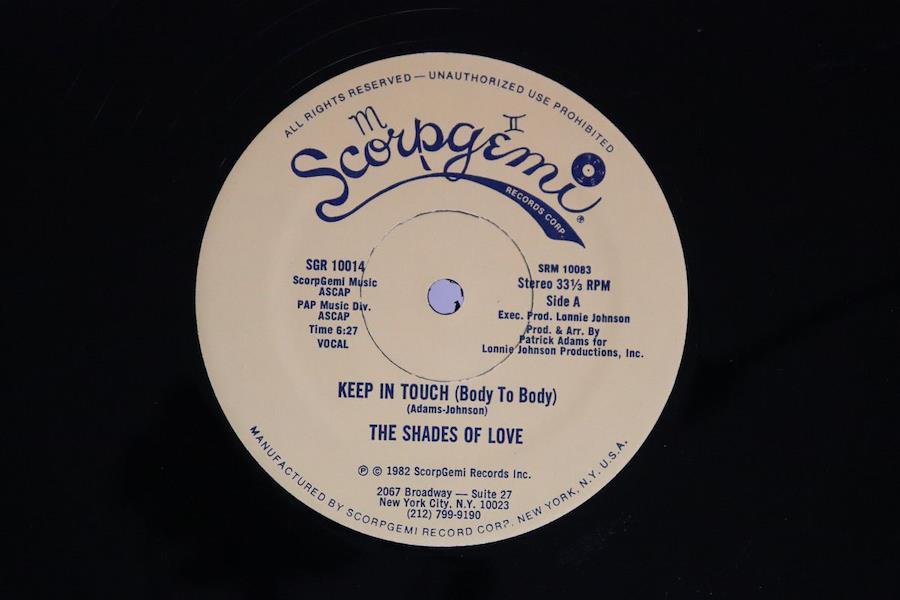 ALL RIGHTS RESERVED — UNAUTHORIZED USE PROHIBITED
Scorpgemi
RECORDS CORP.
®
SGR 10014
ScorpGemi Music
ASCAP
PAP Music Div.
ASCAP
Time 6:27
VOCAL
SRM 10083
Stereo 33⅓ RPM
Side A
Exec. Prod. Lonnie Johnson
Prod. & Arr. By
Patrick Adams for
Lonnie Johnson Productions, Inc.
KEEP IN TOUCH (Body To Body)
(Adams-Johnson)
THE SHADES OF LOVE
℗ © 1982 ScorpGemi Records Inc.
2067 Broadway — Suite 27
New York City, N.Y. 10023
(212) 799-9190
MANUFACTURED BY SCORPGEMI RECORD CORP. NEW YORK, N.Y. U.S.A.